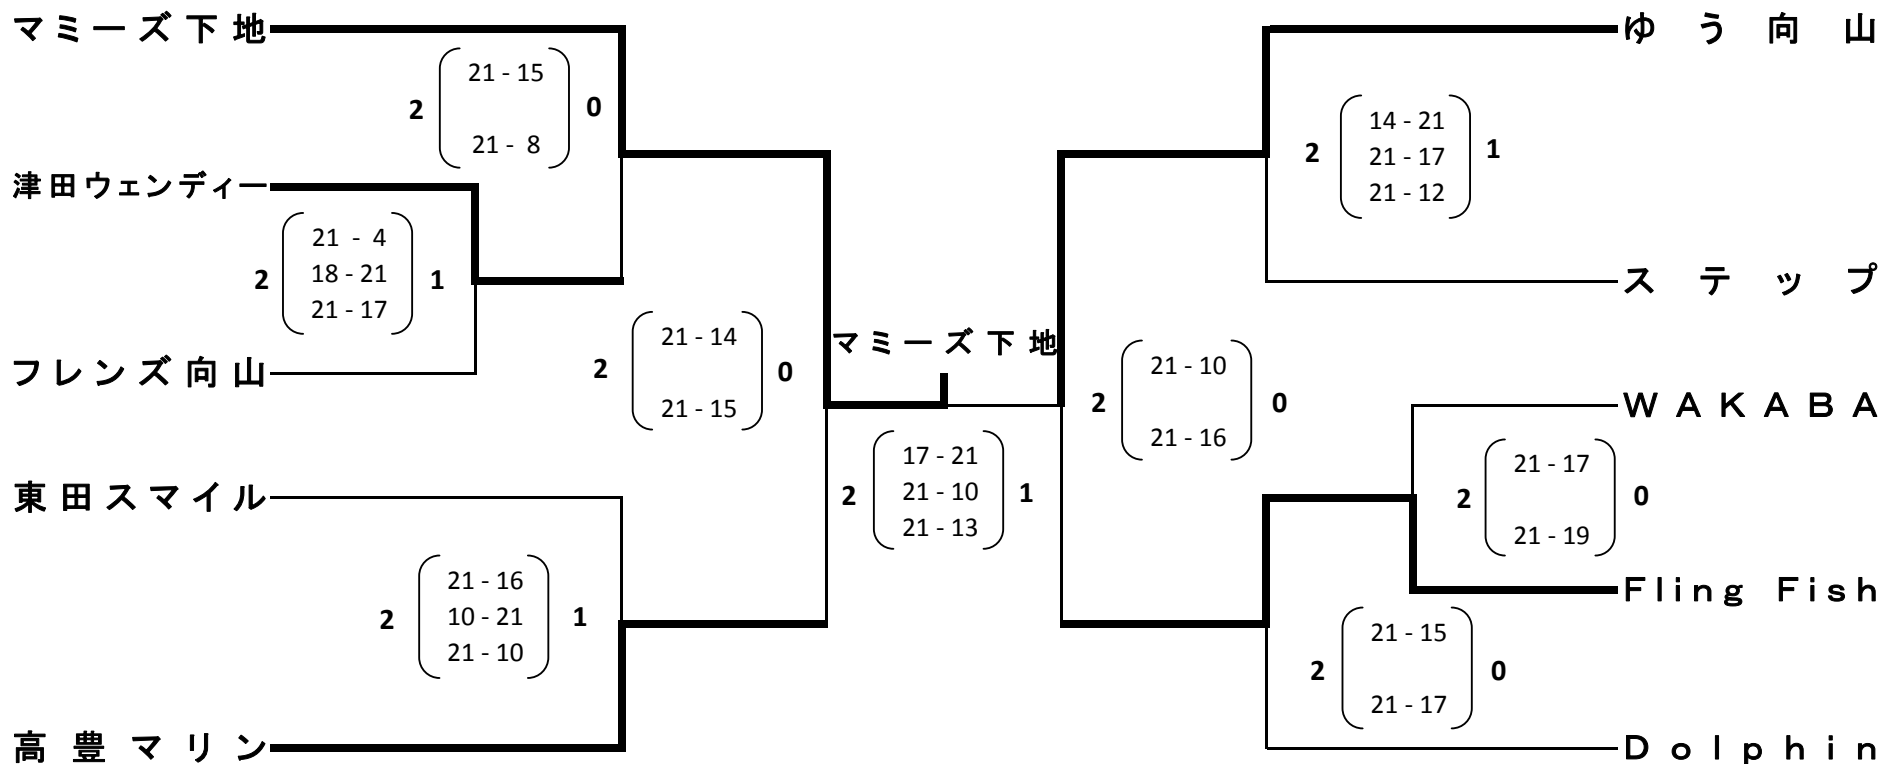 マミーズ下地
2 21 - 15 0
21 - 8
津田ウェンディー
2 21 - 4 1
18 - 21
21 - 17
フレンズ向山
2 21 - 14 0
21 - 15
東田スマイル
2 21 - 16 1
10 - 21
21 - 10
高豊マリン
マミーズ下地
2 17 - 21 1
21 - 10
21 - 13
ゆう向山
2 14 - 21 1
21 - 17
21 - 12
ステップ
2 21 - 10 0
21 - 16
WAKABA
2 21 - 17 0
21 - 19
Fling Fish
2 21 - 15 0
21 - 17
Dolphin